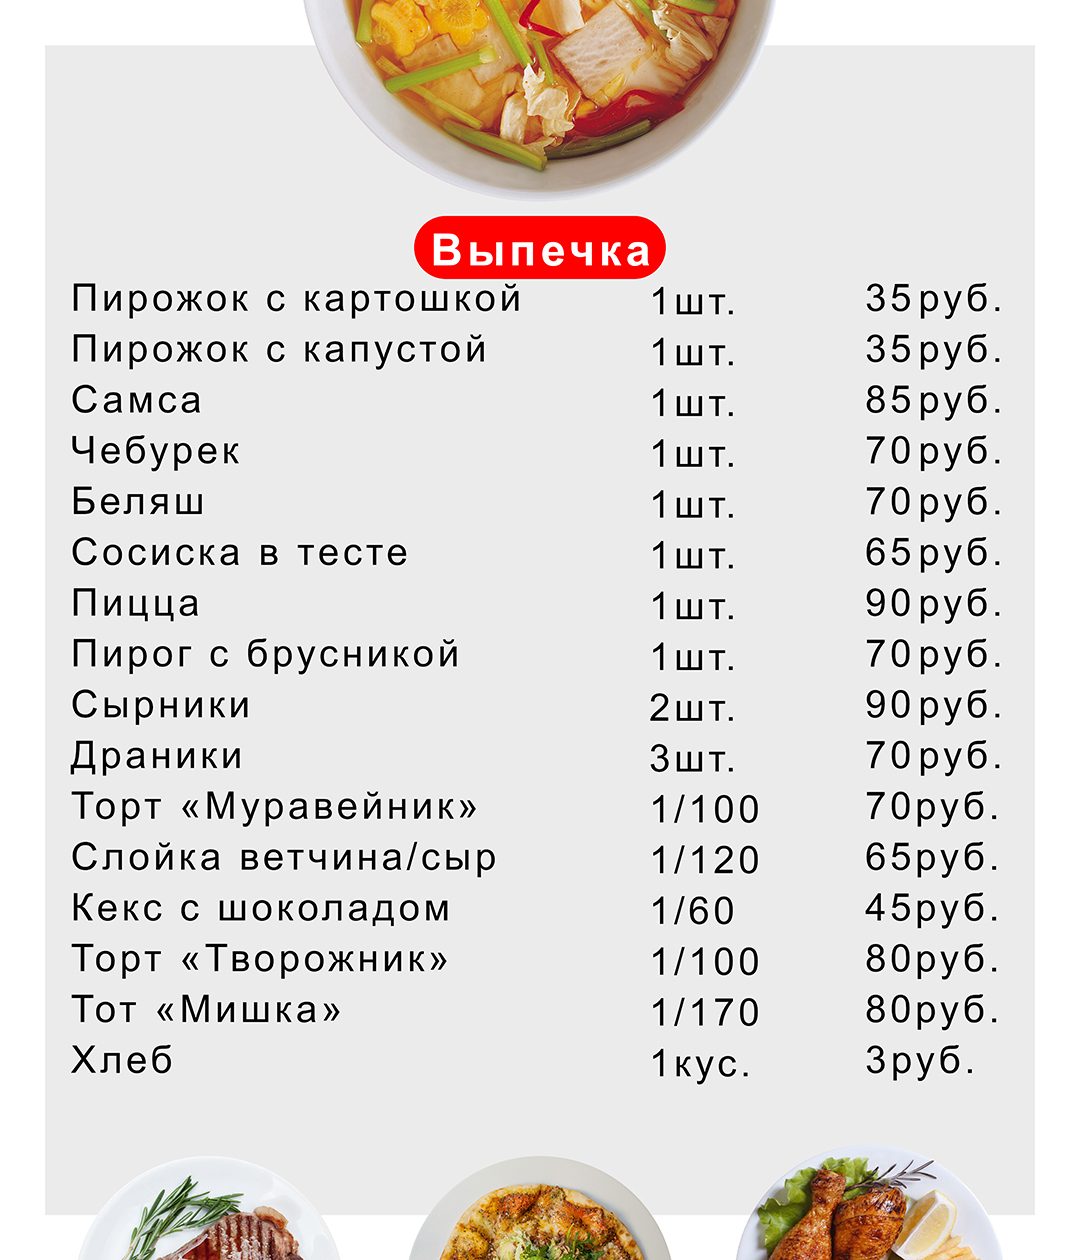 Выпечка
Пирожок с картошкой 1шт. 35руб.
Пирожок с капустой 1шт. 35руб.
Самса 1шт. 85руб.
Чебурек 1шт. 70руб.
Беляш 1шт. 70руб.
Сосиска в тесте 1шт. 65руб.
Пицца 1шт. 90руб.
Пирог с брусникой 1шт. 70руб.
Сырники 2шт. 90руб.
Драники 3шт. 70руб.
Торт «Муравейник» 1/100 70руб.
Слойка ветчина/сыр 1/120 65руб.
Кекс с шоколадом 1/60 45руб.
Торт «Творожник» 1/100 80руб.
Тот «Мишка» 1/170 80руб.
Хлеб 1кус. 3руб.